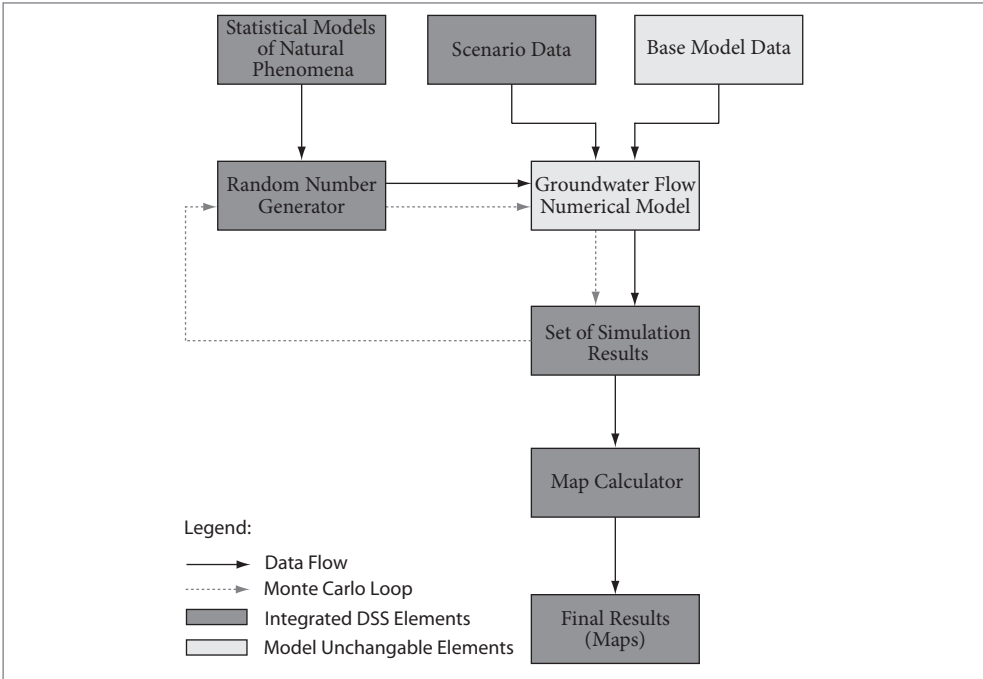 Statistical Models
of Natural
Phenomena
Scenario Data
Base Model Data
Random Number
Generator
Groundwater Flow
Numerical Model
Set of Simulation
Results
Map Calculator
Final Results
(Maps)
Legend:
Data Flow
Monte Carlo Loop
Integrated DSS Elements
Model Unchangable Elements